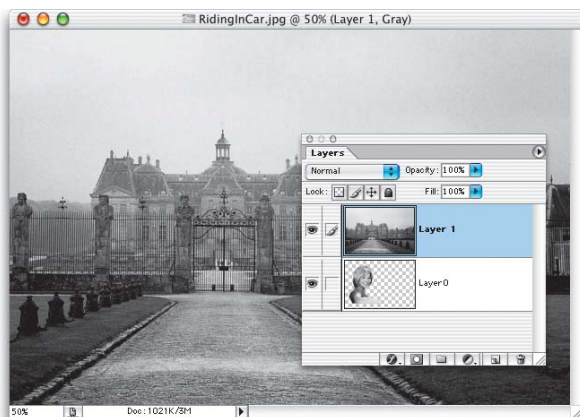 RidingInCar.jpg @ 50% (Layer 1, Gray)
Layers
Normal Opacity: 100%
Lock: Fill: 100%
Layer 1
Layer 0
50% Doc: 1021K/3M